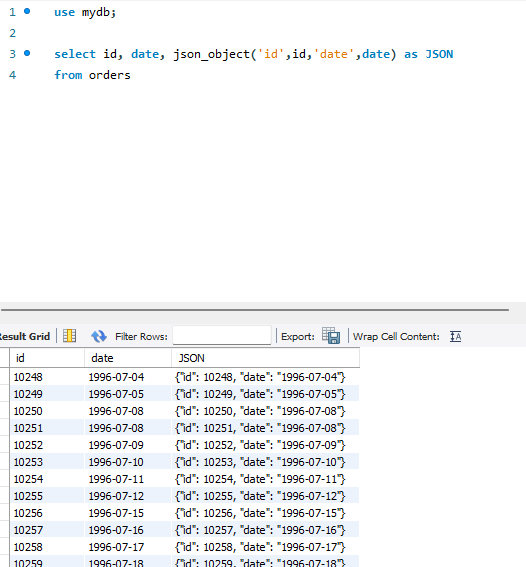 1 use mydb;
2
3 select id, date, json_object('id',id,'date',date) as JSON
4 from orders
Result Grid Filter Rows: Export: Wrap Cell Content:
id date JSON
10248 1996-07-04 {"id": 10248, "date": "1996-07-04"}
10249 1996-07-05 {"id": 10249, "date": "1996-07-05"}
10250 1996-07-08 {"id": 10250, "date": "1996-07-08"}
10251 1996-07-08 {"id": 10251, "date": "1996-07-08"}
10252 1996-07-09 {"id": 10252, "date": "1996-07-09"}
10253 1996-07-10 {"id": 10253, "date": "1996-07-10"}
10254 1996-07-11 {"id": 10254, "date": "1996-07-11"}
10255 1996-07-12 {"id": 10255, "date": "1996-07-12"}
10256 1996-07-15 {"id": 10256, "date": "1996-07-15"}
10257 1996-07-16 {"id": 10257, "date": "1996-07-16"}
10258 1996-07-17 {"id": 10258, "date": "1996-07-17"}
10259 1996-07-18 {"id": 10259, "date": "1996-07-18"}